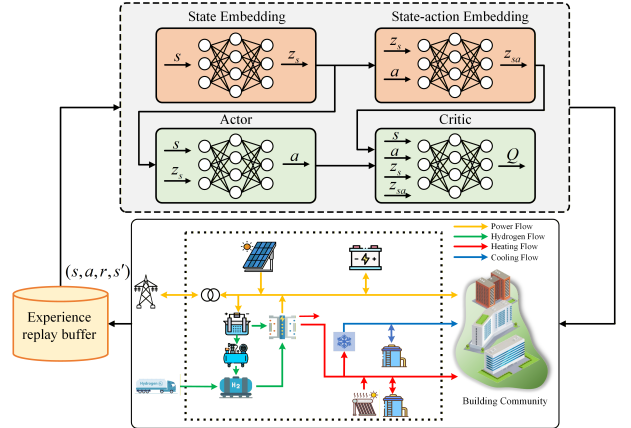 State Embedding
State-action Embedding
s
z_s
z_s
a
z_sa
Actor
Critic
s
z_s
a
s
a
z_s
z_sa
Q
Power Flow
Hydrogen Flow
Heating Flow
Cooling Flow
(s, a, r, s′)
Experience
replay buffer
H2
Building Community